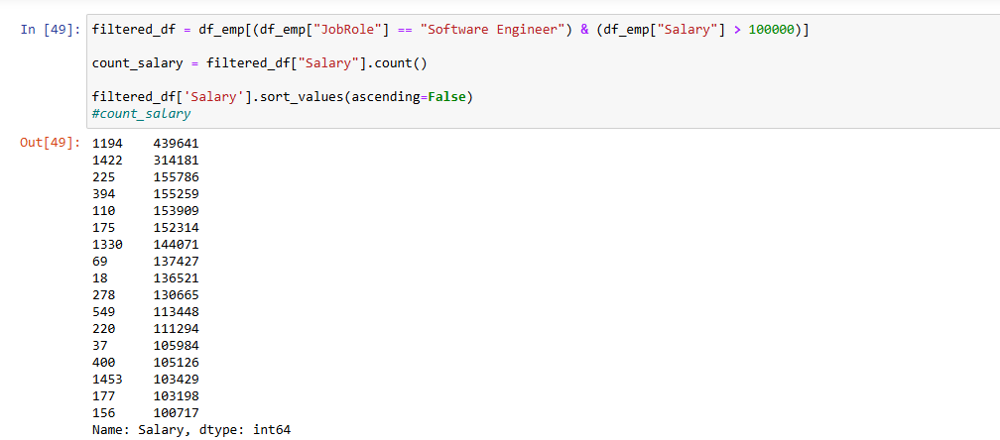 In [49]: filtered_df = df_emp[(df_emp["JobRole"] == "Software Engineer") & (df_emp["Salary"] > 100000)]
count_salary = filtered_df["Salary"].count()
filtered_df['Salary'].sort_values(ascending=False)
#count_salary
Out[49]: 1194 439641
1422 314181
225 155786
394 155259
110 153909
175 152314
1330 144071
69 137427
18 136521
278 130665
549 113448
220 111294
37 105984
400 105126
1453 103429
177 103198
156 100717
Name: Salary, dtype: int64